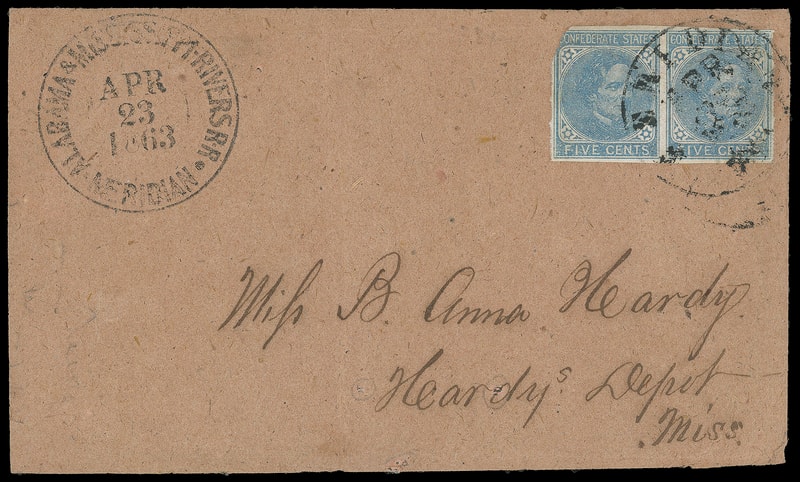 ALABAMA & MISSISSIPPI RIVERS RR.
APR
23
1863
MERIDIAN
CONFEDERATE STATES
FIVE CENTS
CONFEDERATE STATES
FIVE CENTS
APR
Miſs B. Anna Hardy.
Hardy's Depot
Miss.